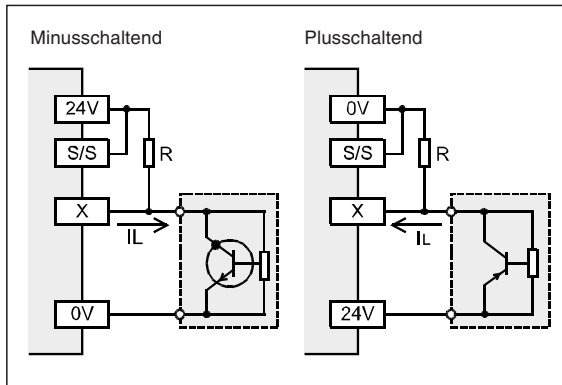 Minusschaltend
24V
S/S
R
X
IL
0V
Plusschaltend
0V
S/S
R
X
IL
24V